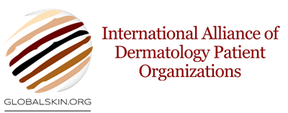 International Alliance of
Dermatology Patient
Organizations
GLOBALSKIN.ORG